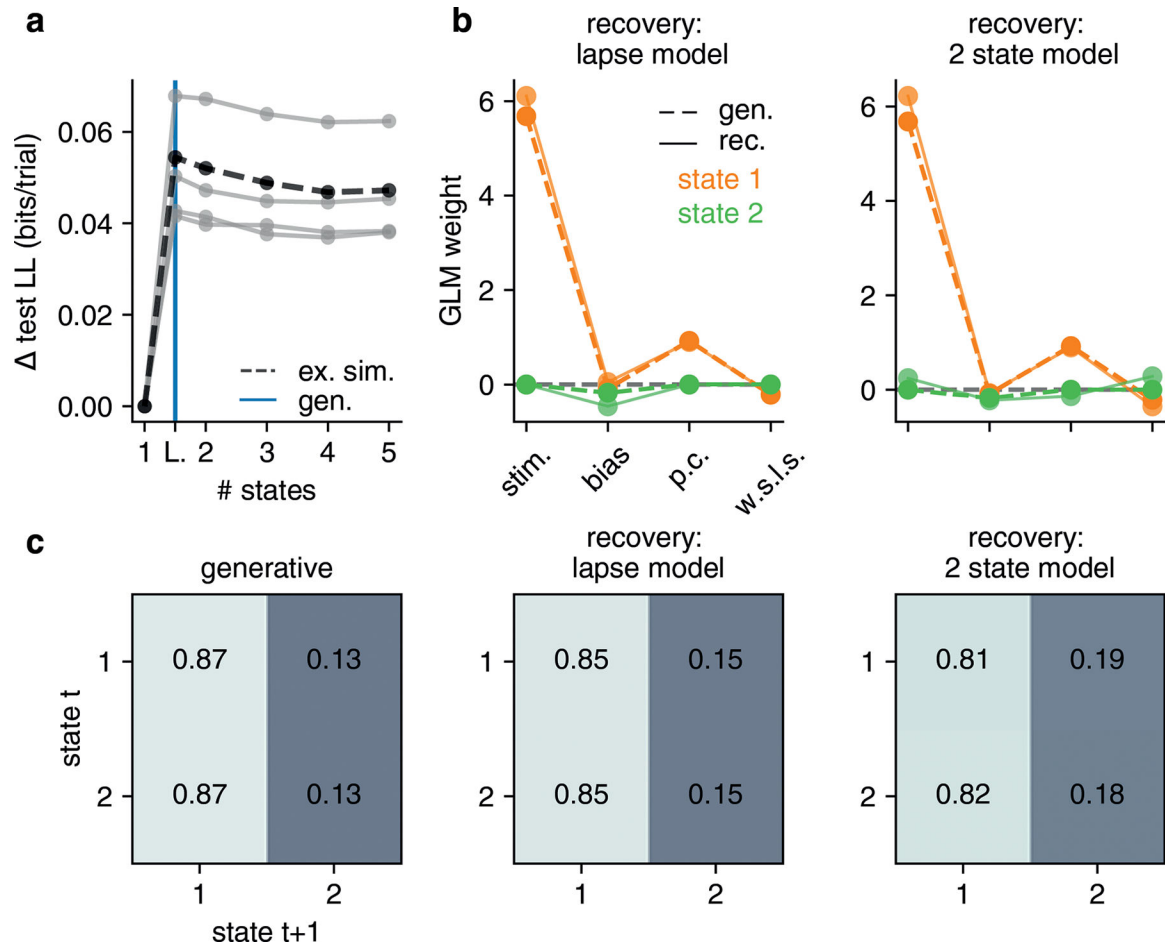 a
Δ test LL (bits/trial)
0.06
0.04
0.02
0.00
ex. sim.
gen.
1 L. 2 3 4 5
# states
b
recovery:
lapse model
GLM weight
6
4
2
0
gen.
rec.
state 1
state 2
stim.
bias
p.c.
w.s.l.s.
recovery:
2 state model
6
4
2
0
c
generative
state t
1
2
0.87 0.13
0.87 0.13
1 2
state t+1
recovery:
lapse model
1
2
0.85 0.15
0.85 0.15
1 2
recovery:
2 state model
1
2
0.81 0.19
0.82 0.18
1 2